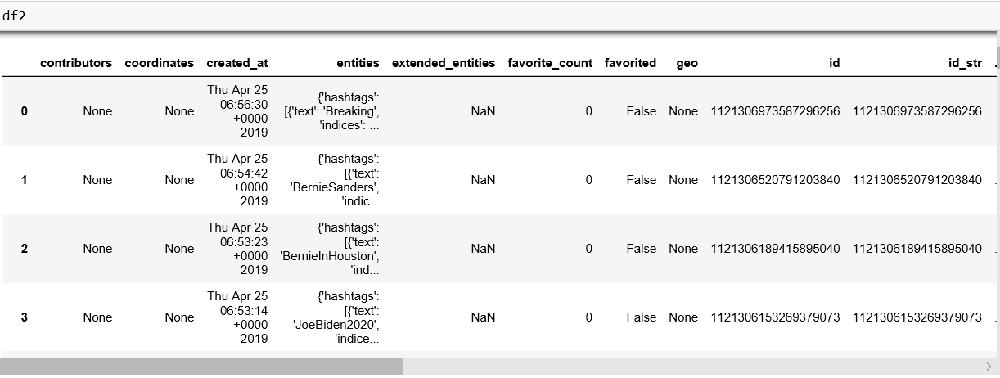 df2
contributors coordinates created_at entities extended_entities favorite_count favorited geo id id_str .
0 None None Thu Apr 25 06:56:30 +0000 2019 {'hashtags': [{'text': 'Breaking', 'indices': ... NaN 0 False None 1121306973587296256 1121306973587296256 .
1 None None Thu Apr 25 06:54:42 +0000 2019 {'hashtags': [{'text': 'BernieSanders', 'indic... NaN 0 False None 1121306520791203840 1121306520791203840 .
2 None None Thu Apr 25 06:53:23 +0000 2019 {'hashtags': [{'text': 'BernieInHouston', 'ind... NaN 0 False None 1121306189415895040 1121306189415895040 .
3 None None Thu Apr 25 06:53:14 +0000 2019 {'hashtags': [{'text': 'JoeBiden2020', 'indice... NaN 0 False None 1121306153269379073 1121306153269379073 .